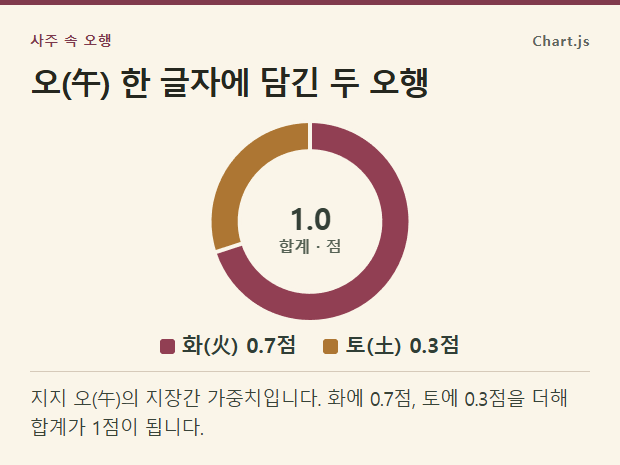 사주 속 오행
Chart.js
오(午) 한 글자에 담긴 두 오행
1.0
합계 · 점
화(火) 0.7점
토(土) 0.3점
지지 오(午)의 지장간 가중치입니다. 화에 0.7점, 토에 0.3점을 더해
합계가 1점이 됩니다.